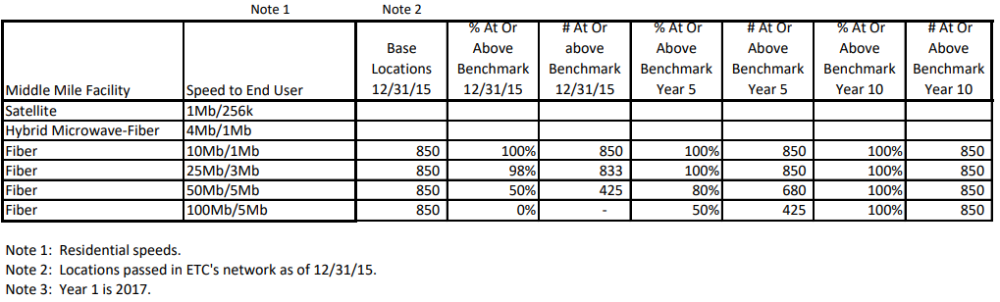 Note 1 Note 2
% At Or # At Or % At Or # At Or % At Or # At Or
Base Above above Above Above Above Above
Locations Benchmark Benchmark Benchmark Benchmark Benchmark Benchmark
Middle Mile Facility Speed to End User 12/31/15 12/31/15 12/31/15 Year 5 Year 5 Year 10 Year 10
Satellite 1Mb/256k
Hybrid Microwave-Fiber 4Mb/1Mb
Fiber 10Mb/1Mb 850 100% 850 100% 850 100% 850
Fiber 25Mb/3Mb 850 98% 833 100% 850 100% 850
Fiber 50Mb/5Mb 850 50% 425 80% 680 100% 850
Fiber 100Mb/5Mb 850 0% - 50% 425 100% 850
Note 1: Residential speeds.
Note 2: Locations passed in ETC's network as of 12/31/15.
Note 3: Year 1 is 2017.